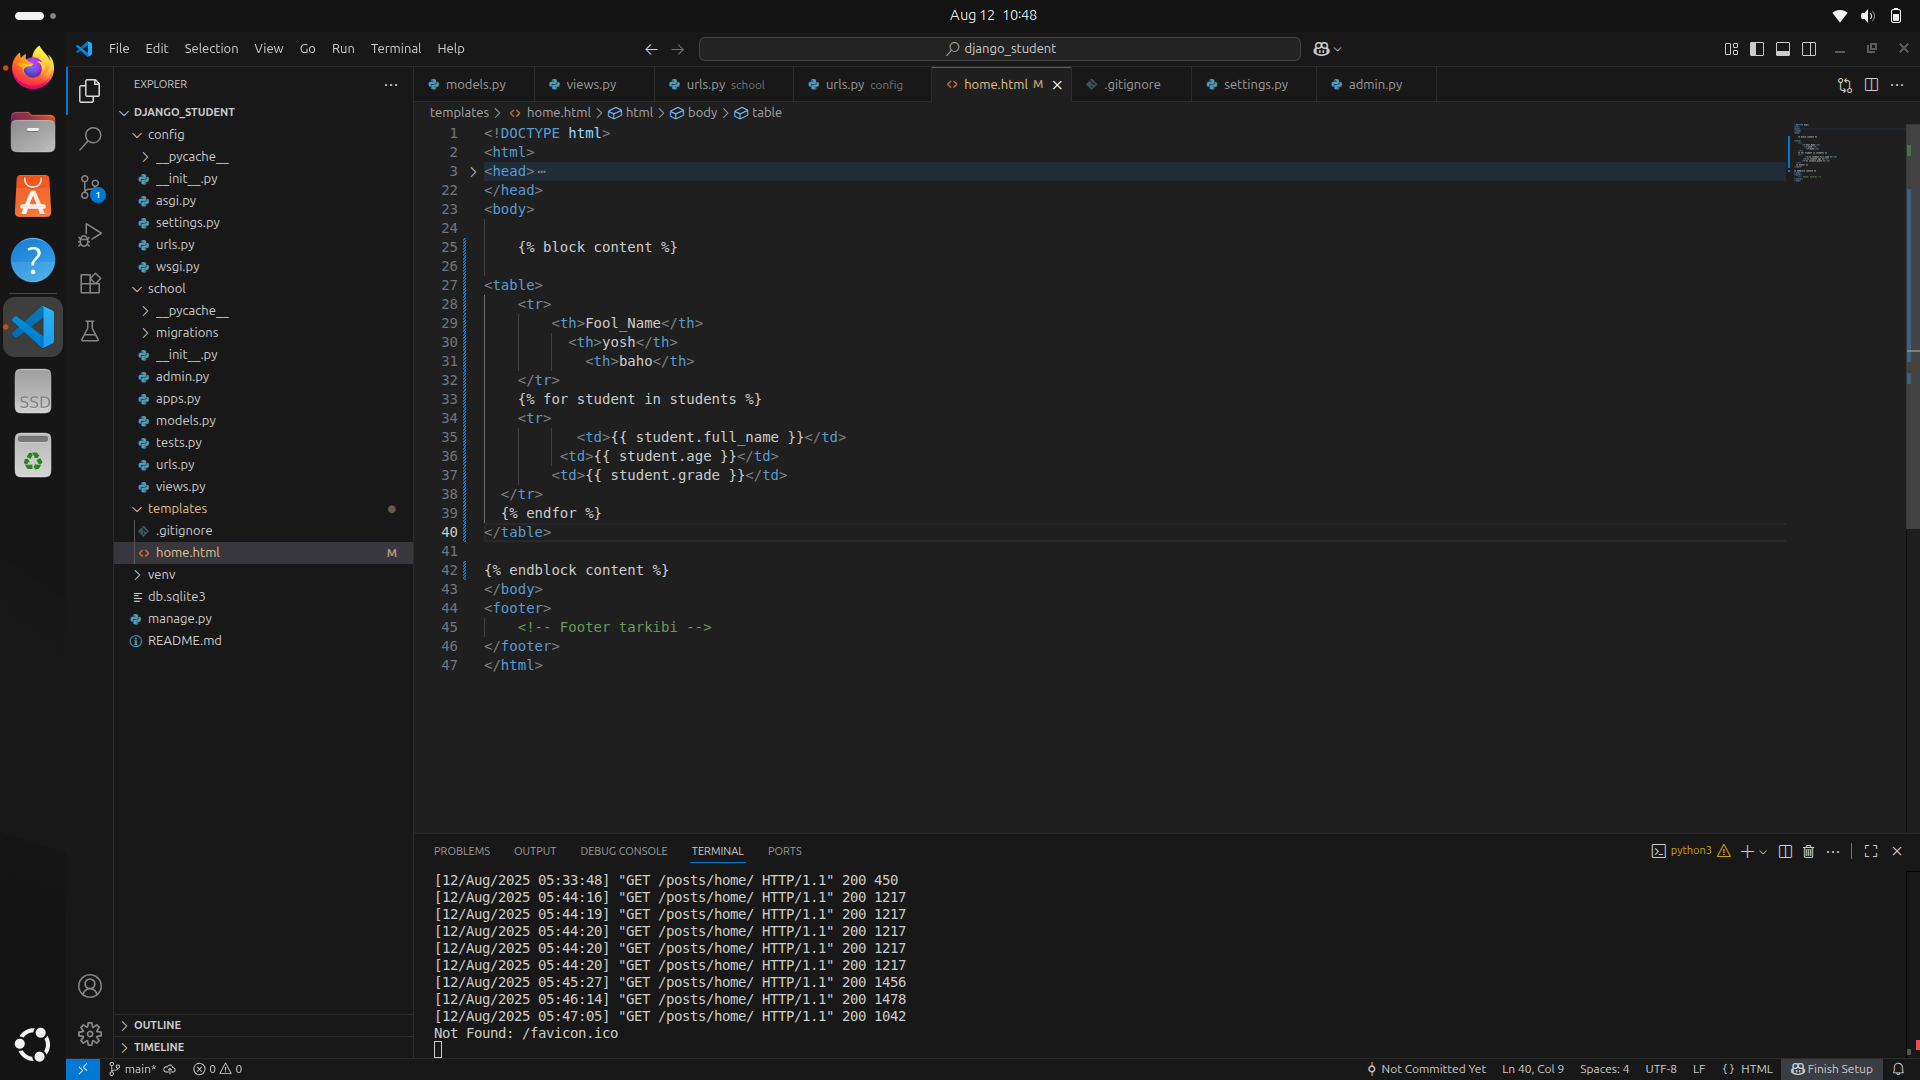 Aug 12 10:48
File Edit Selection View Go Run Terminal Help
django_student
EXPLORER
DJANGO_STUDENT
config
__pycache__
__init__.py
asgi.py
settings.py
urls.py
wsgi.py
school
__pycache__
migrations
__init__.py
admin.py
apps.py
models.py
tests.py
urls.py
views.py
templates
.gitignore
home.html M
venv
db.sqlite3
manage.py
README.md
OUTLINE
TIMELINE
1
SSD
models.py views.py urls.py school urls.py config home.html M .gitignore settings.py admin.py
templates > home.html > html > body > table
1 <!DOCTYPE html>
2 <html>
3 <head>⋯
22 </head>
23 <body>
24
25 {% block content %}
26
27 <table>
28 <tr>
29 <th>Fool_Name</th>
30 <th>yosh</th>
31 <th>baho</th>
32 </tr>
33 {% for student in students %}
34 <tr>
35 <td>{{ student.full_name }}</td>
36 <td>{{ student.age }}</td>
37 <td>{{ student.grade }}</td>
38 </tr>
39 {% endfor %}
40 </table>
41
42 {% endblock content %}
43 </body>
44 <footer>
45 <!-- Footer tarkibi -->
46 </footer>
47 </html>
PROBLEMS OUTPUT DEBUG CONSOLE TERMINAL PORTS
python3
[12/Aug/2025 05:33:48] "GET /posts/home/ HTTP/1.1" 200 450
[12/Aug/2025 05:44:16] "GET /posts/home/ HTTP/1.1" 200 1217
[12/Aug/2025 05:44:19] "GET /posts/home/ HTTP/1.1" 200 1217
[12/Aug/2025 05:44:20] "GET /posts/home/ HTTP/1.1" 200 1217
[12/Aug/2025 05:44:20] "GET /posts/home/ HTTP/1.1" 200 1217
[12/Aug/2025 05:44:20] "GET /posts/home/ HTTP/1.1" 200 1217
[12/Aug/2025 05:45:27] "GET /posts/home/ HTTP/1.1" 200 1456
[12/Aug/2025 05:46:14] "GET /posts/home/ HTTP/1.1" 200 1478
[12/Aug/2025 05:47:05] "GET /posts/home/ HTTP/1.1" 200 1042
Not Found: /favicon.ico
main* 0 0 Not Committed Yet Ln 40, Col 9 Spaces: 4 UTF-8 LF {} HTML Finish Setup